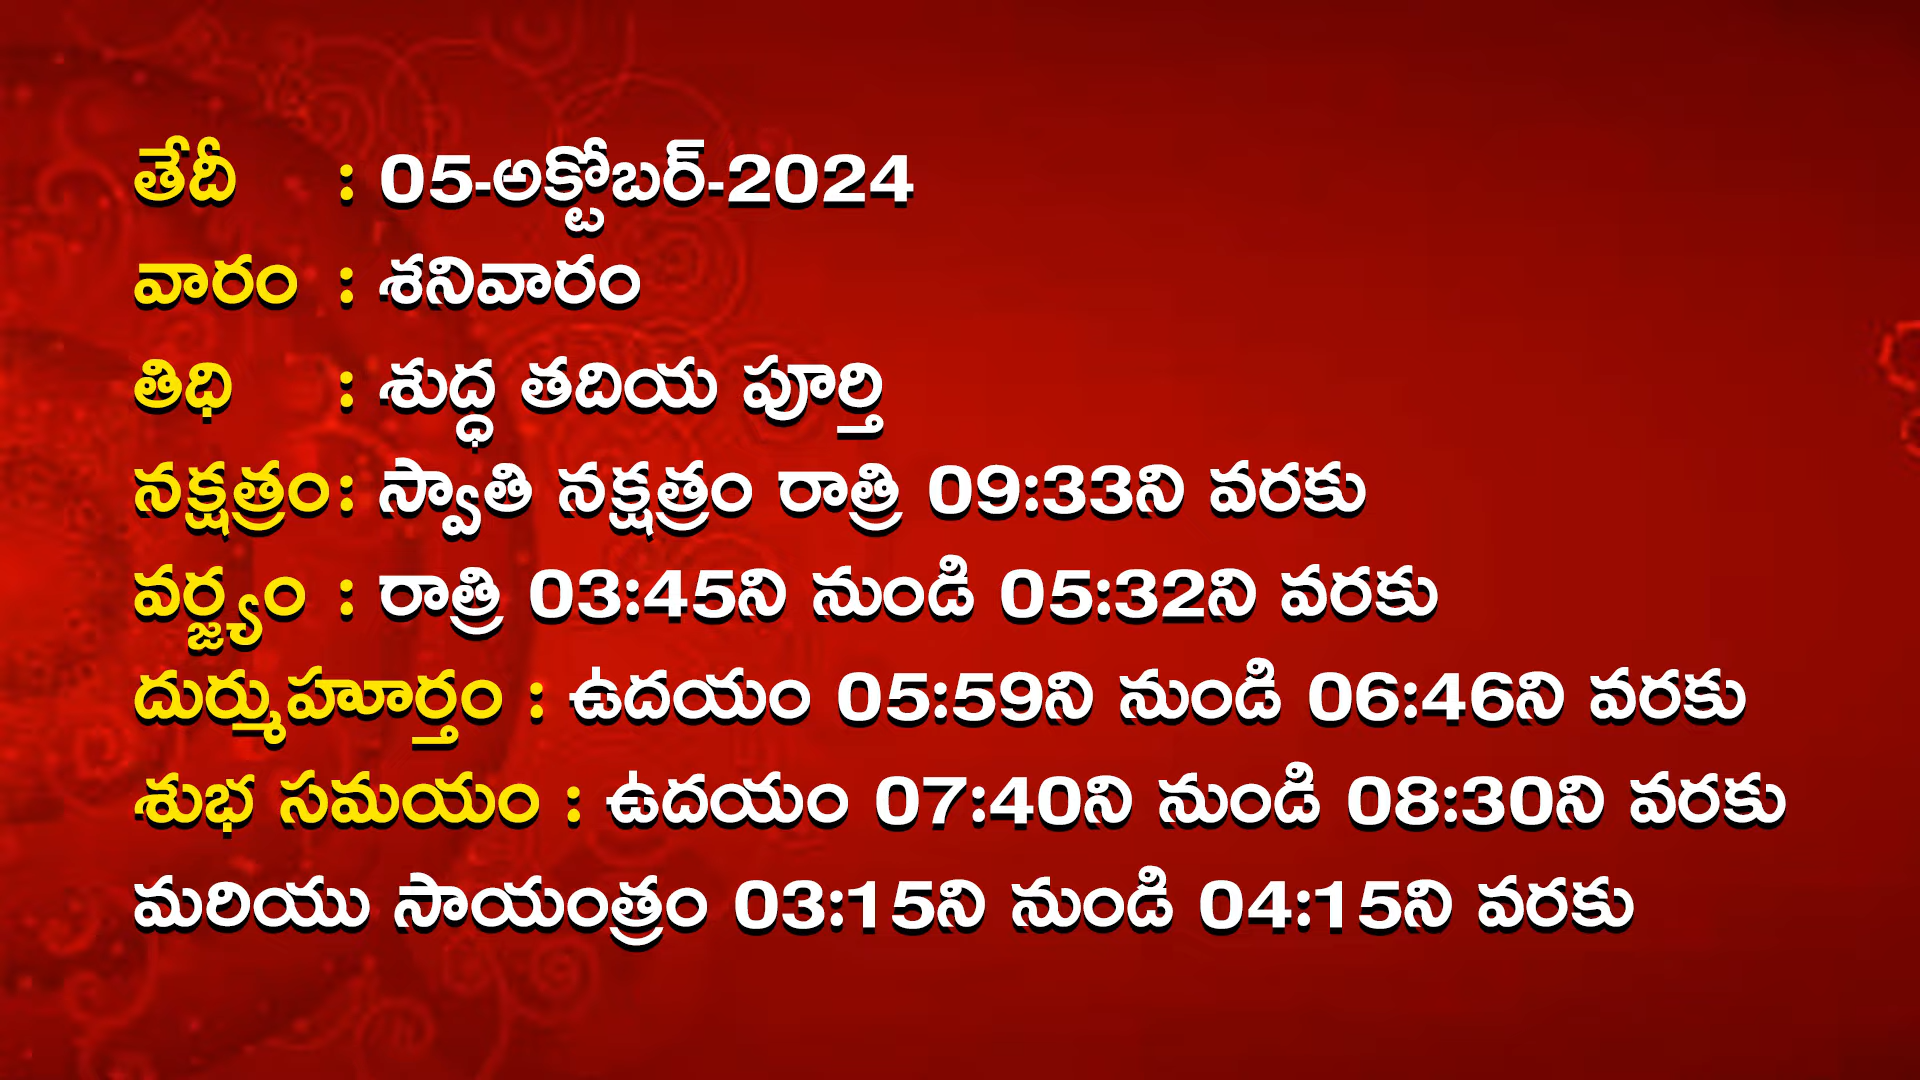 తేదీ : 05-అక్టోబర్-2024
వారం : శనివారం
తిధి : శుద్ధ తదియ పూర్తి
నక్షత్రం : స్వాతి నక్షత్రం రాత్రి 09:33ని వరకు
వర్జ్యం : రాత్రి 03:45ని నుండి 05:32ని వరకు
దుర్ముహూర్తం : ఉదయం 05:59ని నుండి 06:46ని వరకు
శుభ సమయం : ఉదయం 07:40ని నుండి 08:30ని వరకు
మరియు సాయంత్రం 03:15ని నుండి 04:15ని వరకు